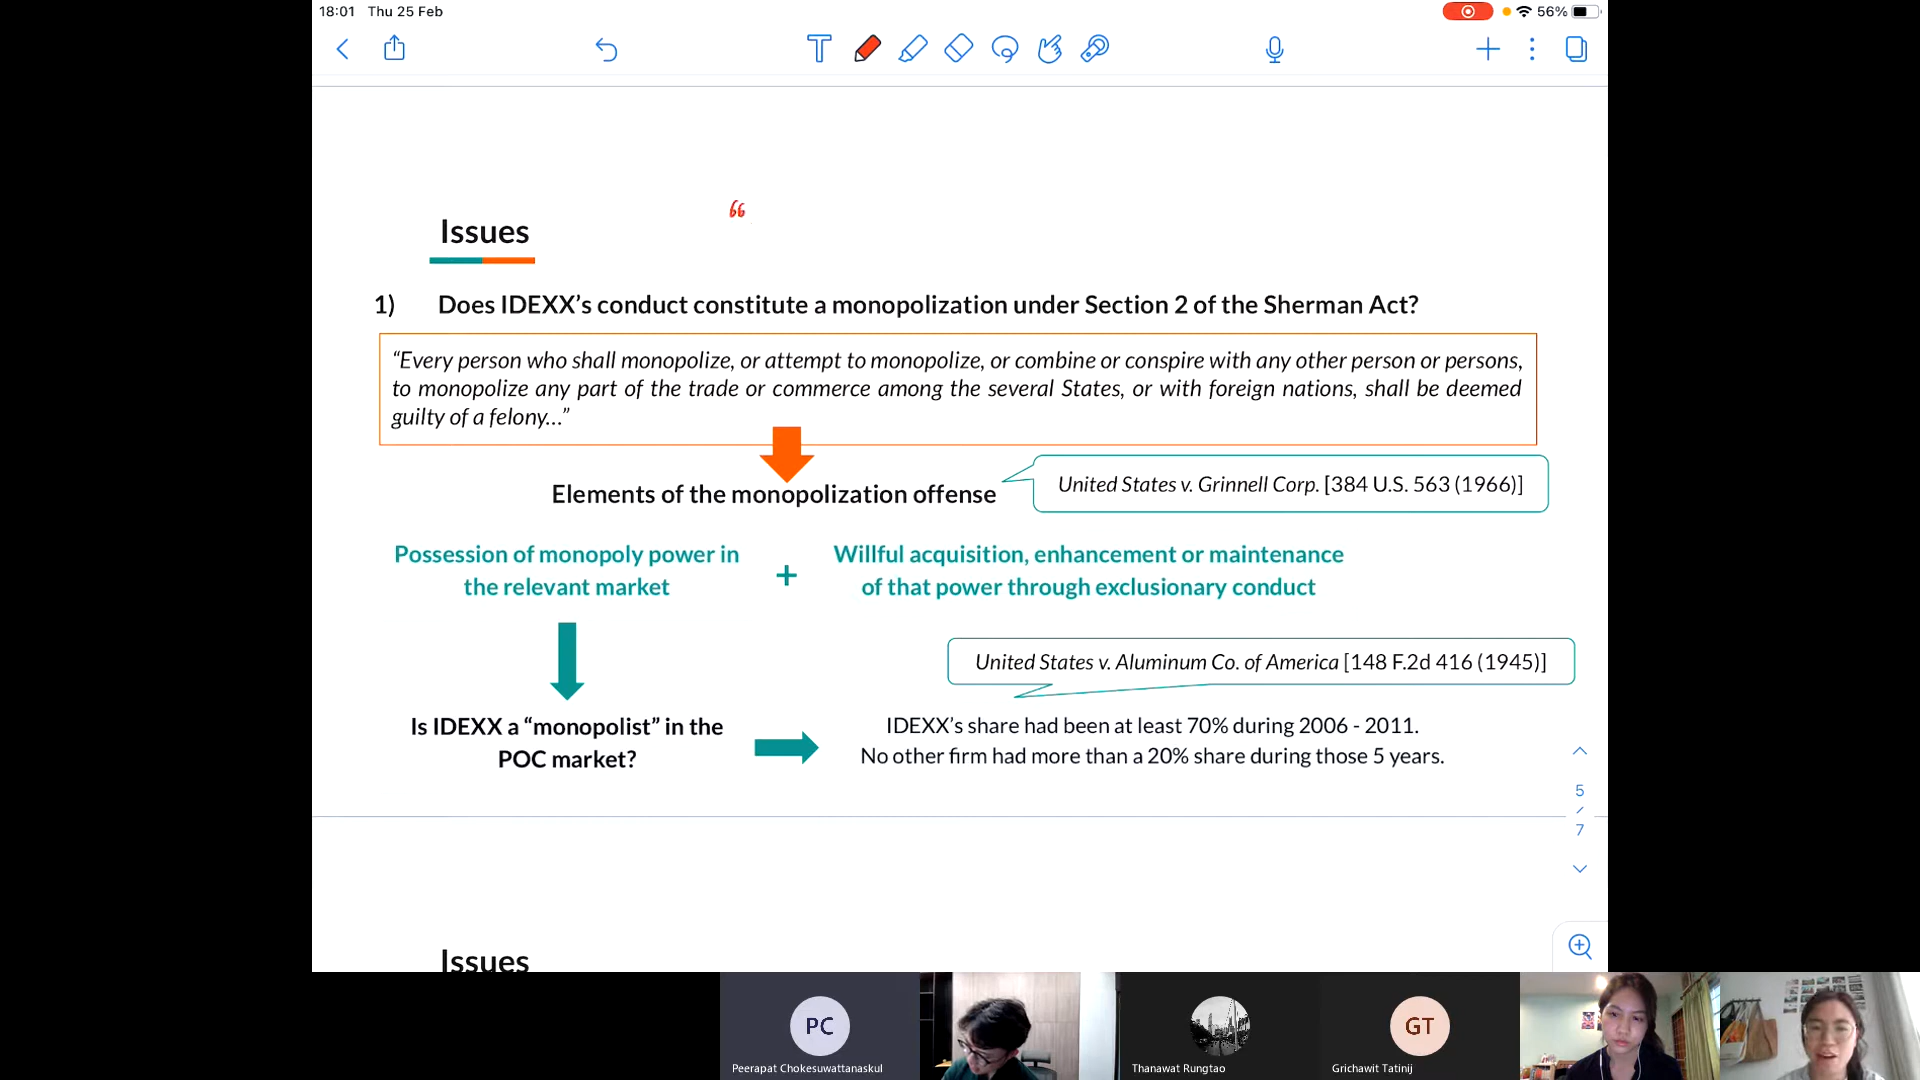 18:01 Thu 25 Feb
56%
T
“
Issues
1) Does IDEXX’s conduct constitute a monopolization under Section 2 of the Sherman Act?
“Every person who shall monopolize, or attempt to monopolize, or combine or conspire with any other person or persons,
to monopolize any part of the trade or commerce among the several States, or with foreign nations, shall be deemed
guilty of a felony…”
Elements of the monopolization offense
United States v. Grinnell Corp. [384 U.S. 563 (1966)]
Possession of monopoly power in
the relevant market
+
Willful acquisition, enhancement or maintenance
of that power through exclusionary conduct
United States v. Aluminum Co. of America [148 F.2d 416 (1945)]
Is IDEXX a “monopolist” in the
POC market?
IDEXX’s share had been at least 70% during 2006 - 2011.
No other firm had more than a 20% share during those 5 years.
5
/
7
Issues
PC
Peerapat Chokesuwattanaskul
Thanawat Rungtao
GT
Grichawit Tatinij